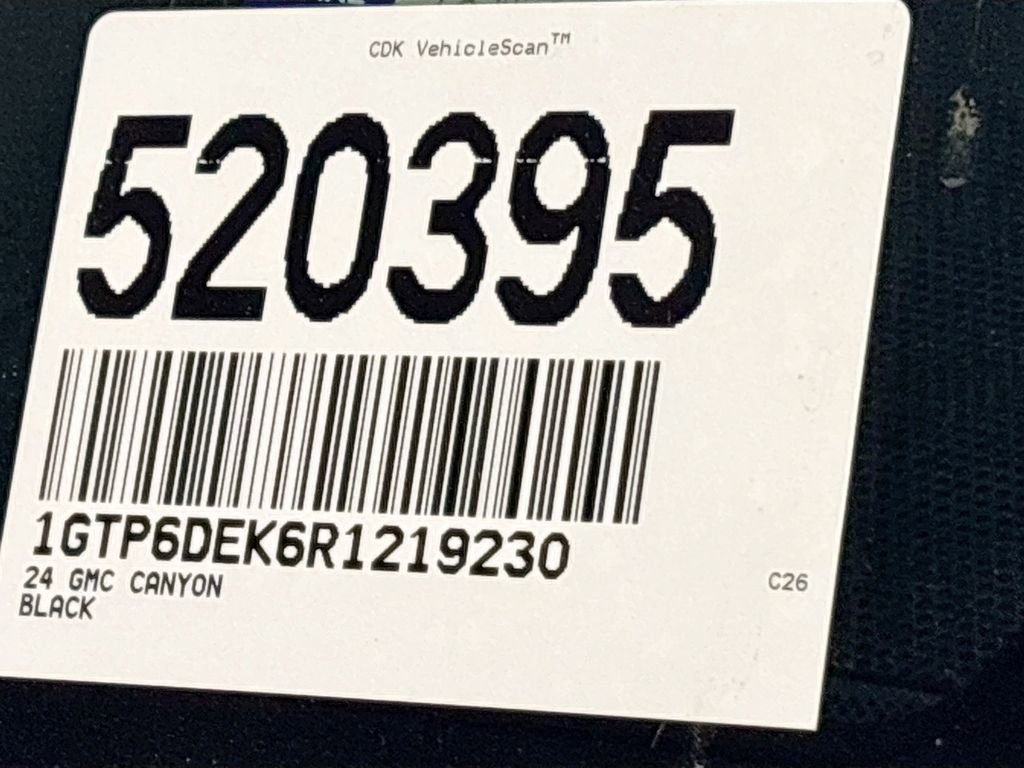 CDK VehicleScan™
520395
1GTP6DEK6R1219230
24 GMC CANYON
BLACK
C26